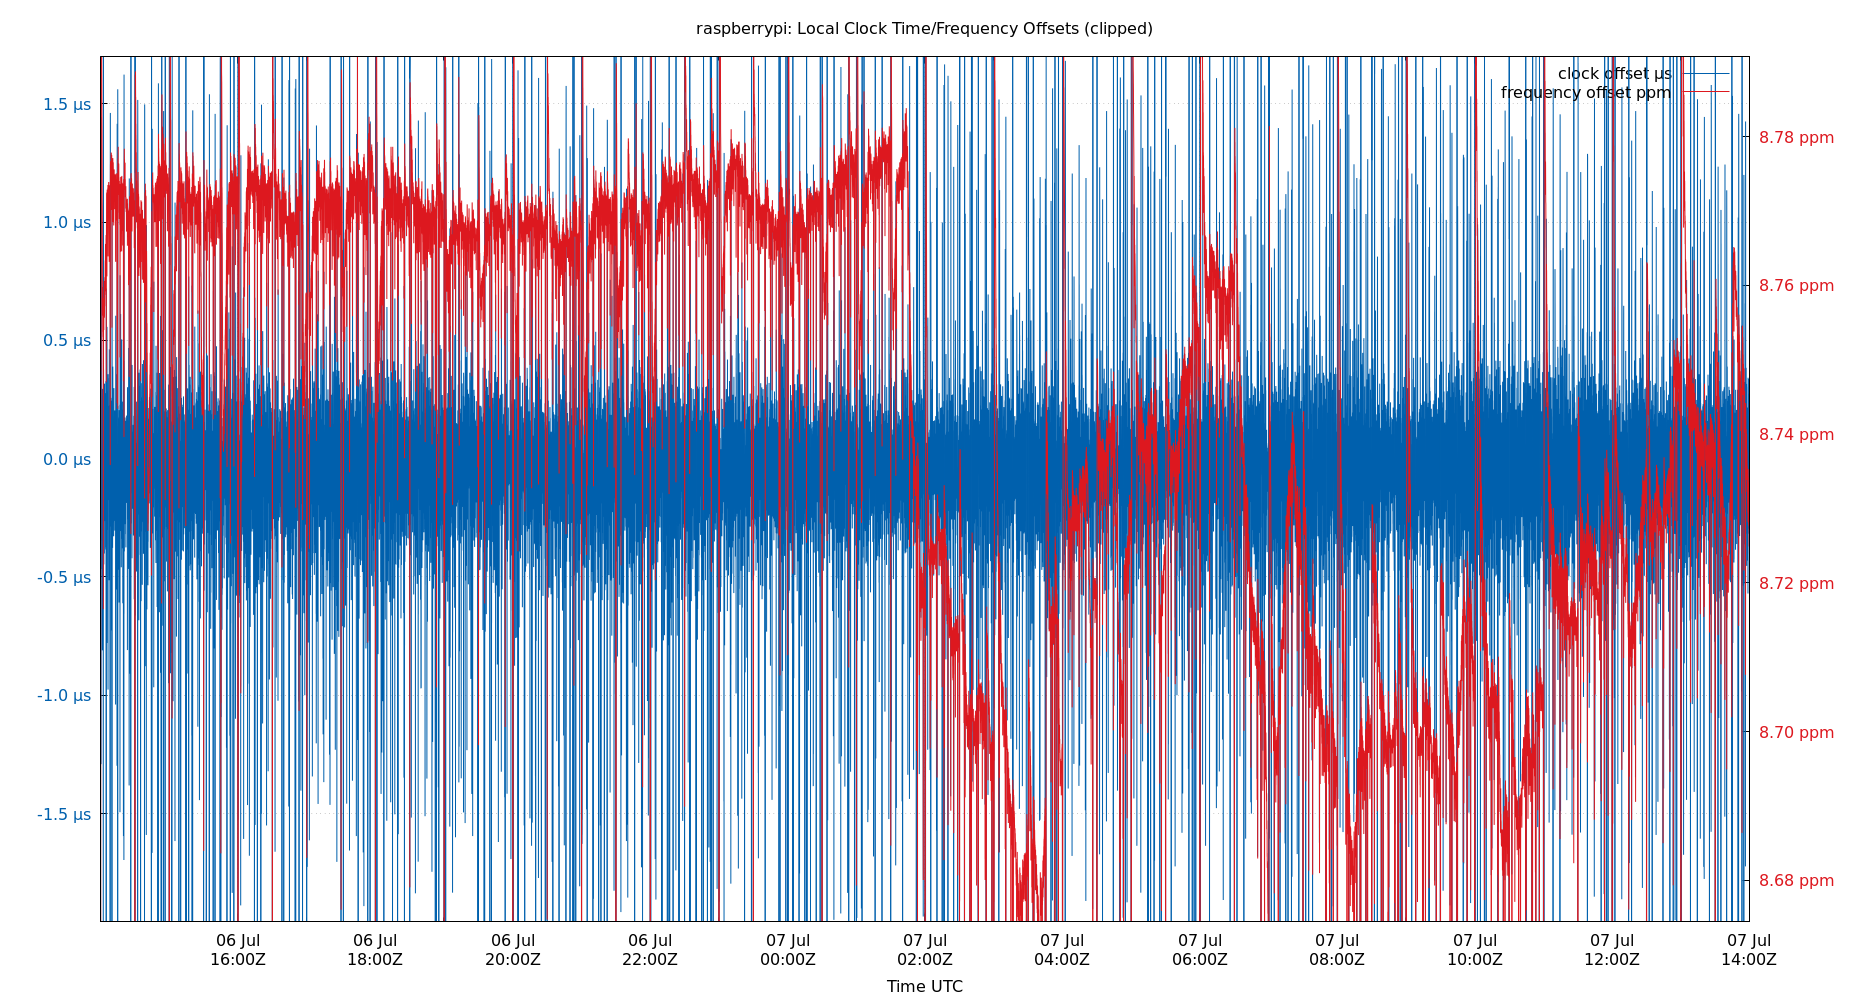 raspberrypi: Local Clock Time/Frequency Offsets (clipped)
clock offset µs
frequency offset ppm
1.5 µs
1.0 µs
0.5 µs
0.0 µs
-0.5 µs
-1.0 µs
-1.5 µs
8.78 ppm
8.76 ppm
8.74 ppm
8.72 ppm
8.70 ppm
8.68 ppm
06 Jul 06 Jul 06 Jul 06 Jul 07 Jul 07 Jul 07 Jul 07 Jul 07 Jul 07 Jul 07 Jul 07 Jul
16:00Z 18:00Z 20:00Z 22:00Z 00:00Z 02:00Z 04:00Z 06:00Z 08:00Z 10:00Z 12:00Z 14:00Z
Time UTC